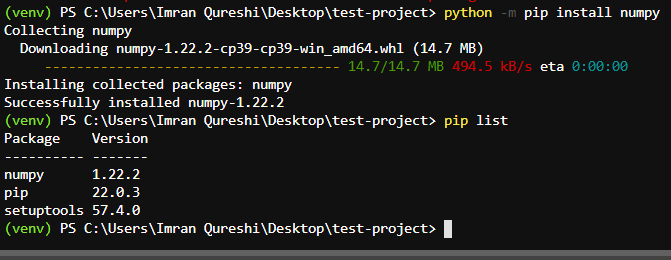 (venv) PS C:\Users\Imran Qureshi\Desktop\test-project> python -m pip install numpy
Collecting numpy
  Downloading numpy-1.22.2-cp39-cp39-win_amd64.whl (14.7 MB)
     ---------------------------------------- 14.7/14.7 MB 494.5 kB/s eta 0:00:00
Installing collected packages: numpy
Successfully installed numpy-1.22.2
(venv) PS C:\Users\Imran Qureshi\Desktop\test-project> pip list
Package    Version
---------- -------
numpy      1.22.2
pip        22.0.3
setuptools 57.4.0
(venv) PS C:\Users\Imran Qureshi\Desktop\test-project>